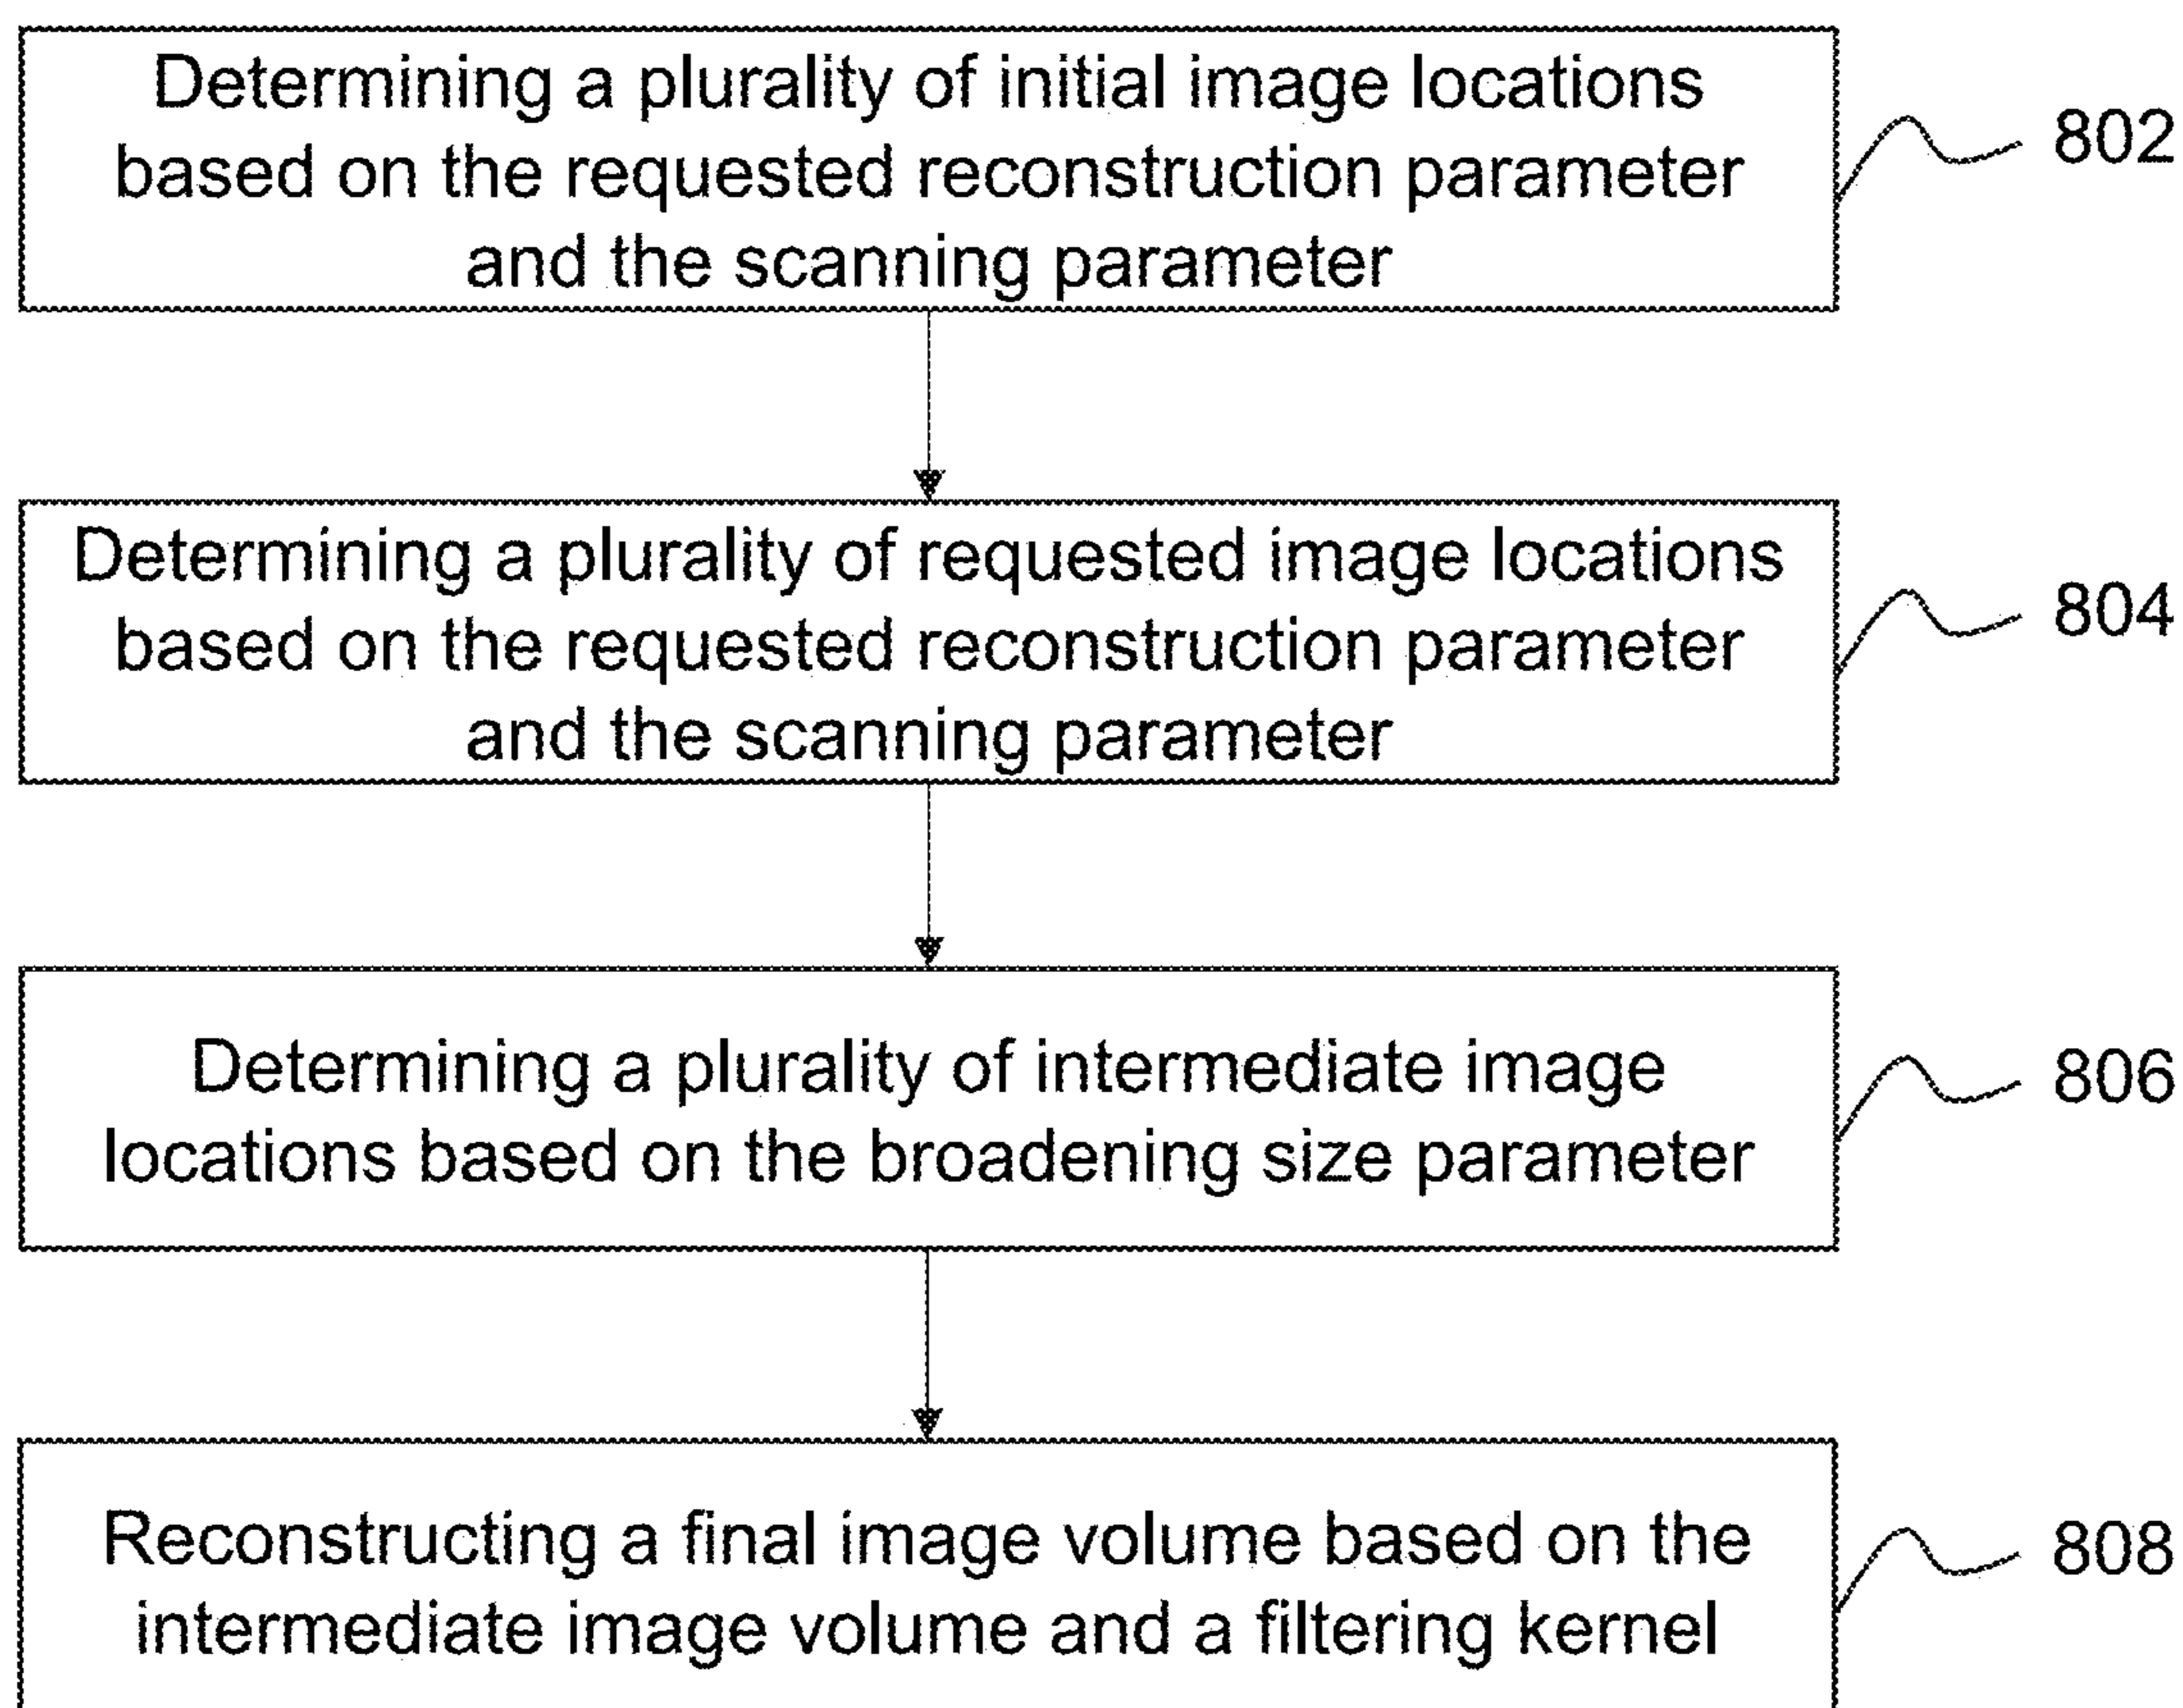 Determining a plurality of initial image locations
based on the requested reconstruction parameter
and the scanning parameter
802
Determining a plurality of requested image locations
based on the requested reconstruction parameter
and the scanning parameter
804
Determining a plurality of intermediate image
locations based on the broadening size parameter
806
Reconstructing a final image volume based on the
intermediate image volume and a filtering kernel
808